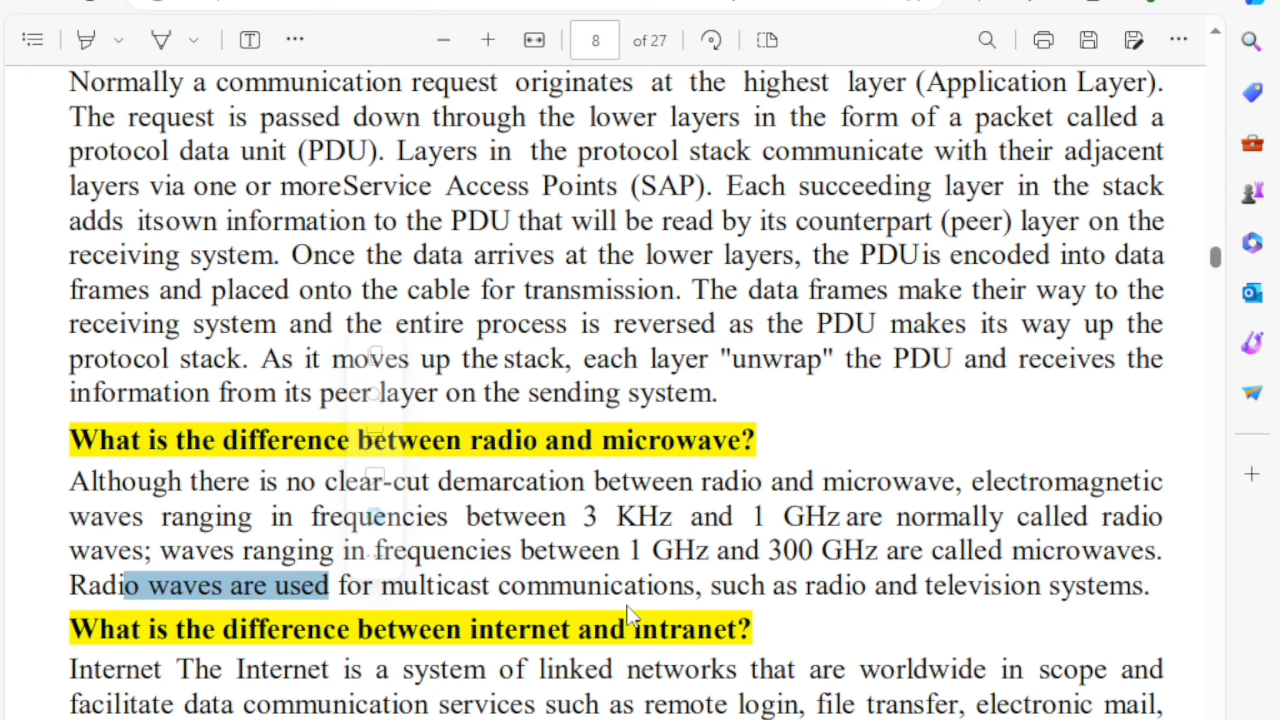 8 of 27
Normally a communication request originates at the highest layer (Application Layer).
The request is passed down through the lower layers in the form of a packet called a
protocol data unit (PDU). Layers in the protocol stack communicate with their adjacent
layers via one or moreService Access Points (SAP). Each succeeding layer in the stack
adds itsown information to the PDU that will be read by its counterpart (peer) layer on the
receiving system. Once the data arrives at the lower layers, the PDUis encoded into data
frames and placed onto the cable for transmission. The data frames make their way to the
receiving system and the entire process is reversed as the PDU makes its way up the
protocol stack. As it moves up thestack, each layer "unwrap" the PDU and receives the
information from its peer layer on the sending system.
What is the difference between radio and microwave?
Although there is no clear-cut demarcation between radio and microwave, electromagnetic
waves ranging in frequencies between 3 KHz and 1 GHzare normally called radio
waves; waves ranging in frequencies between 1 GHz and 300 GHz are called microwaves.
Radio waves are used for multicast communications, such as radio and television systems.
What is the difference between internet and intranet?
Internet The Internet is a system of linked networks that are worldwide in scope and
facilitate data communication services such as remote login, file transfer, electronic mail,